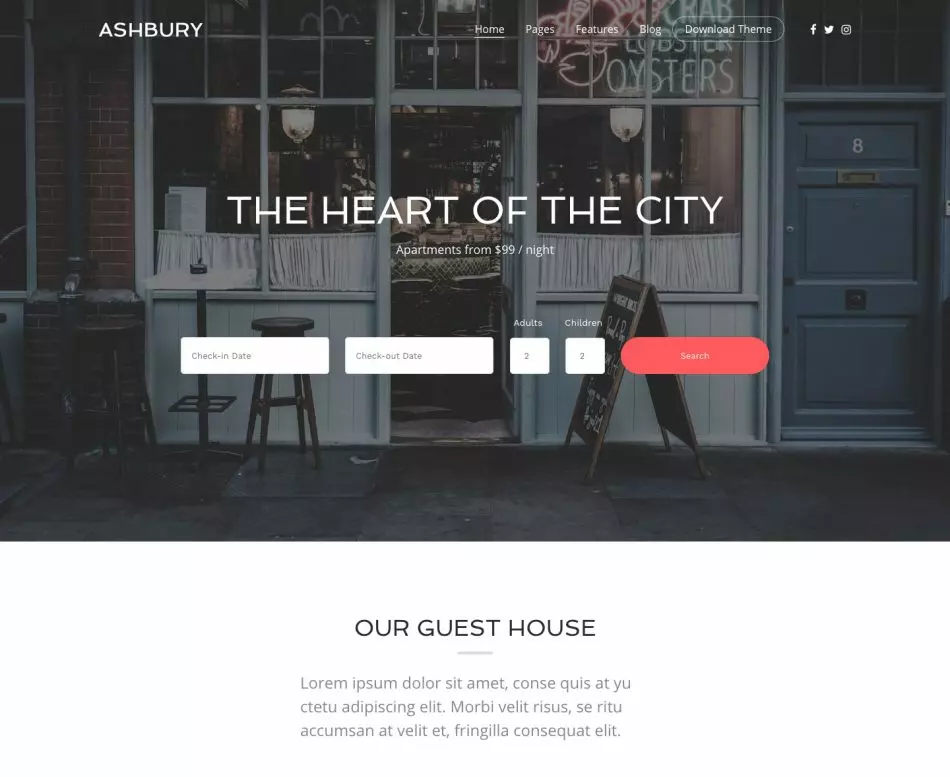 ASHBURY
Home Pages Features Blog Download Theme
CRAB
LOBSTER
OYSTERS
8
THE HEART OF THE CITY
Apartments from $99 / night
Adults Children
Check-in Date Check-out Date 2 2 Search
OUR GUEST HOUSE
Lorem ipsum dolor sit amet, conse quis at yu
ctetu adipiscing elit. Morbi velit risus, se ritu
accumsan at velit et, fringilla consequat elit.